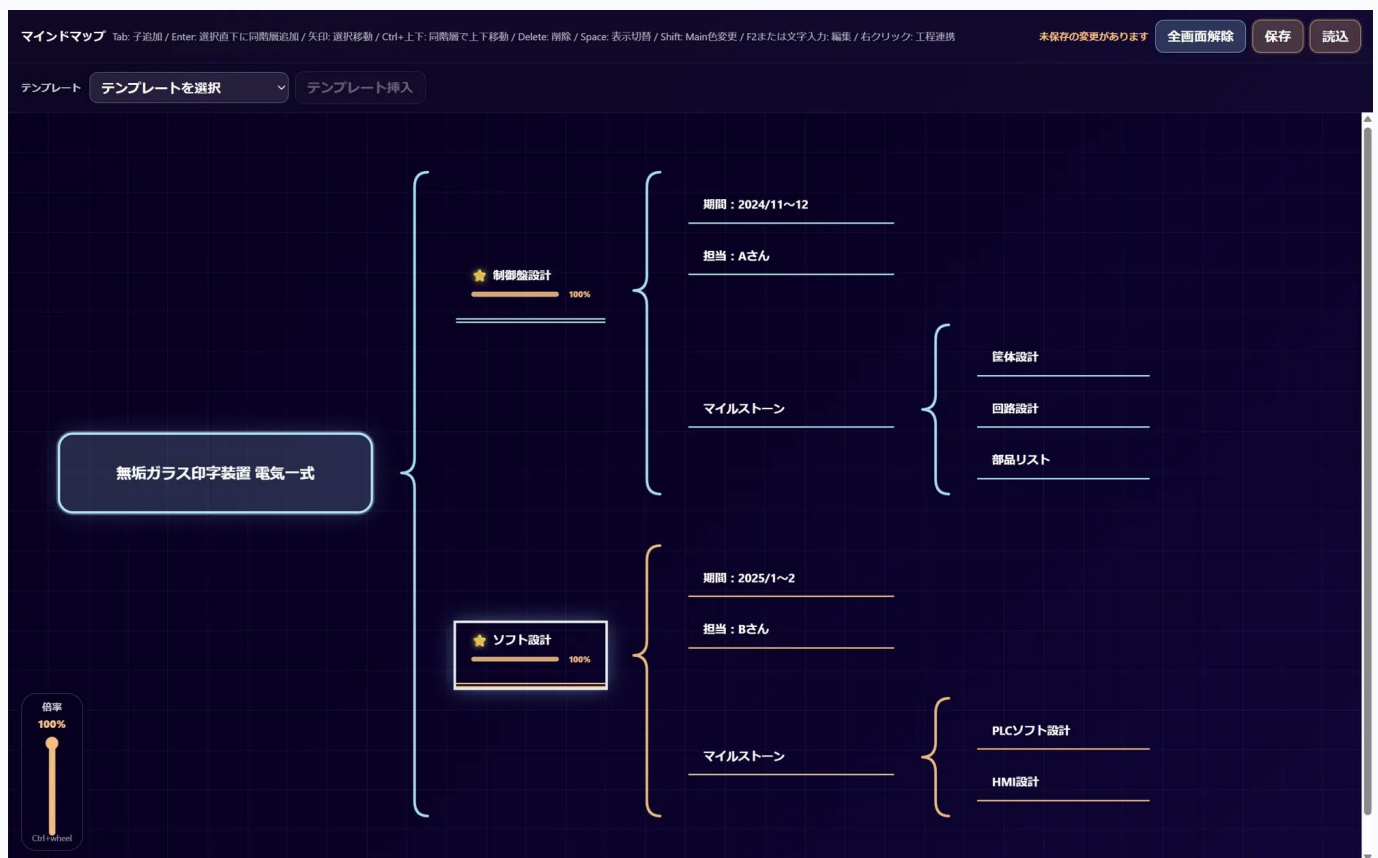 マインドマップ Tab: 子追加 / Enter: 選択直下に同階層追加 / 矢印: 選択移動 / Ctrl+上下: 同階層で上下移動 / Delete: 削除 / Space: 表示切替 / Shift: Main色変更 / F2または文字入力: 編集 / 右クリック: 工程連携
未保存の変更があります 全画面解除 保存 読込
テンプレート テンプレートを選択 テンプレート挿入
無垢ガラス印字装置 電気一式
制御盤設計
100%
期間：2024/11～12
担当：Aさん
マイルストーン
筐体設計
回路設計
部品リスト
ソフト設計
100%
期間：2025/1～2
担当：Bさん
マイルストーン
PLCソフト設計
HMI設計
倍率
100%
Ctrl+wheel